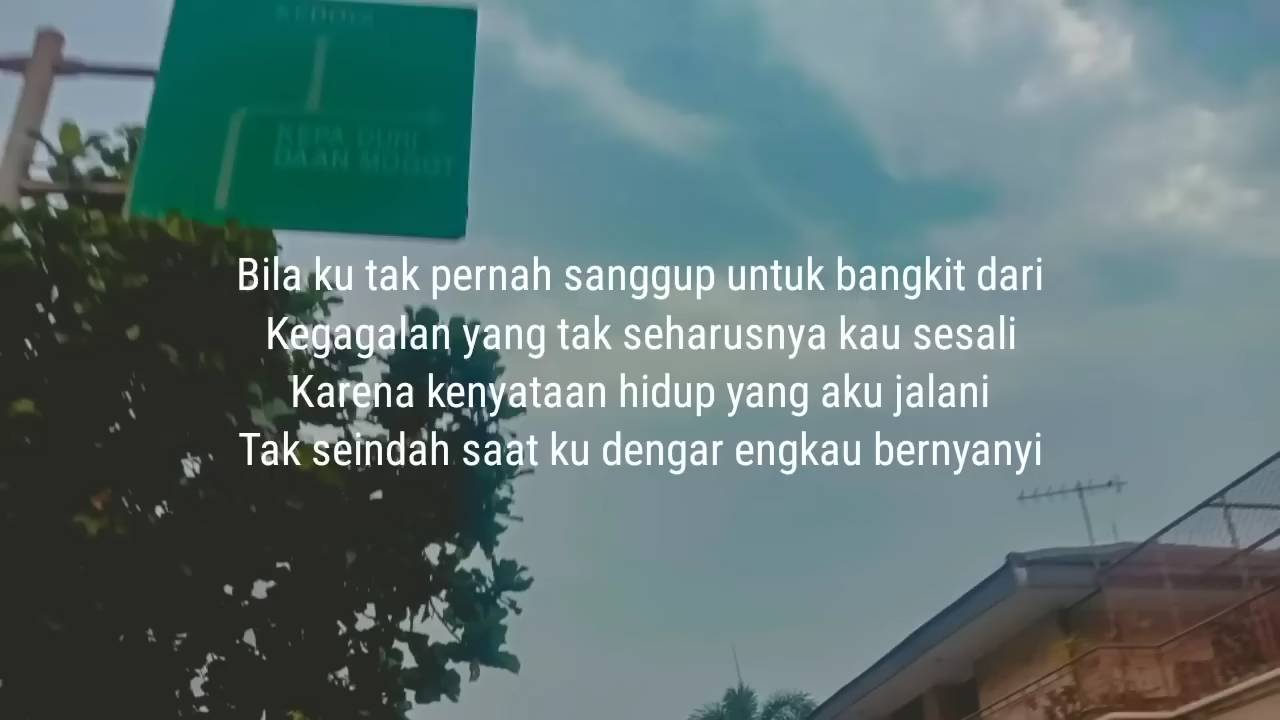 KEDOYA
KEPA DURI
DAAN MOGOT
Bila ku tak pernah sanggup untuk bangkit dari
Kegagalan yang tak seharusnya kau sesali
Karena kenyataan hidup yang aku jalani
Tak seindah saat ku dengar engkau bernyanyi